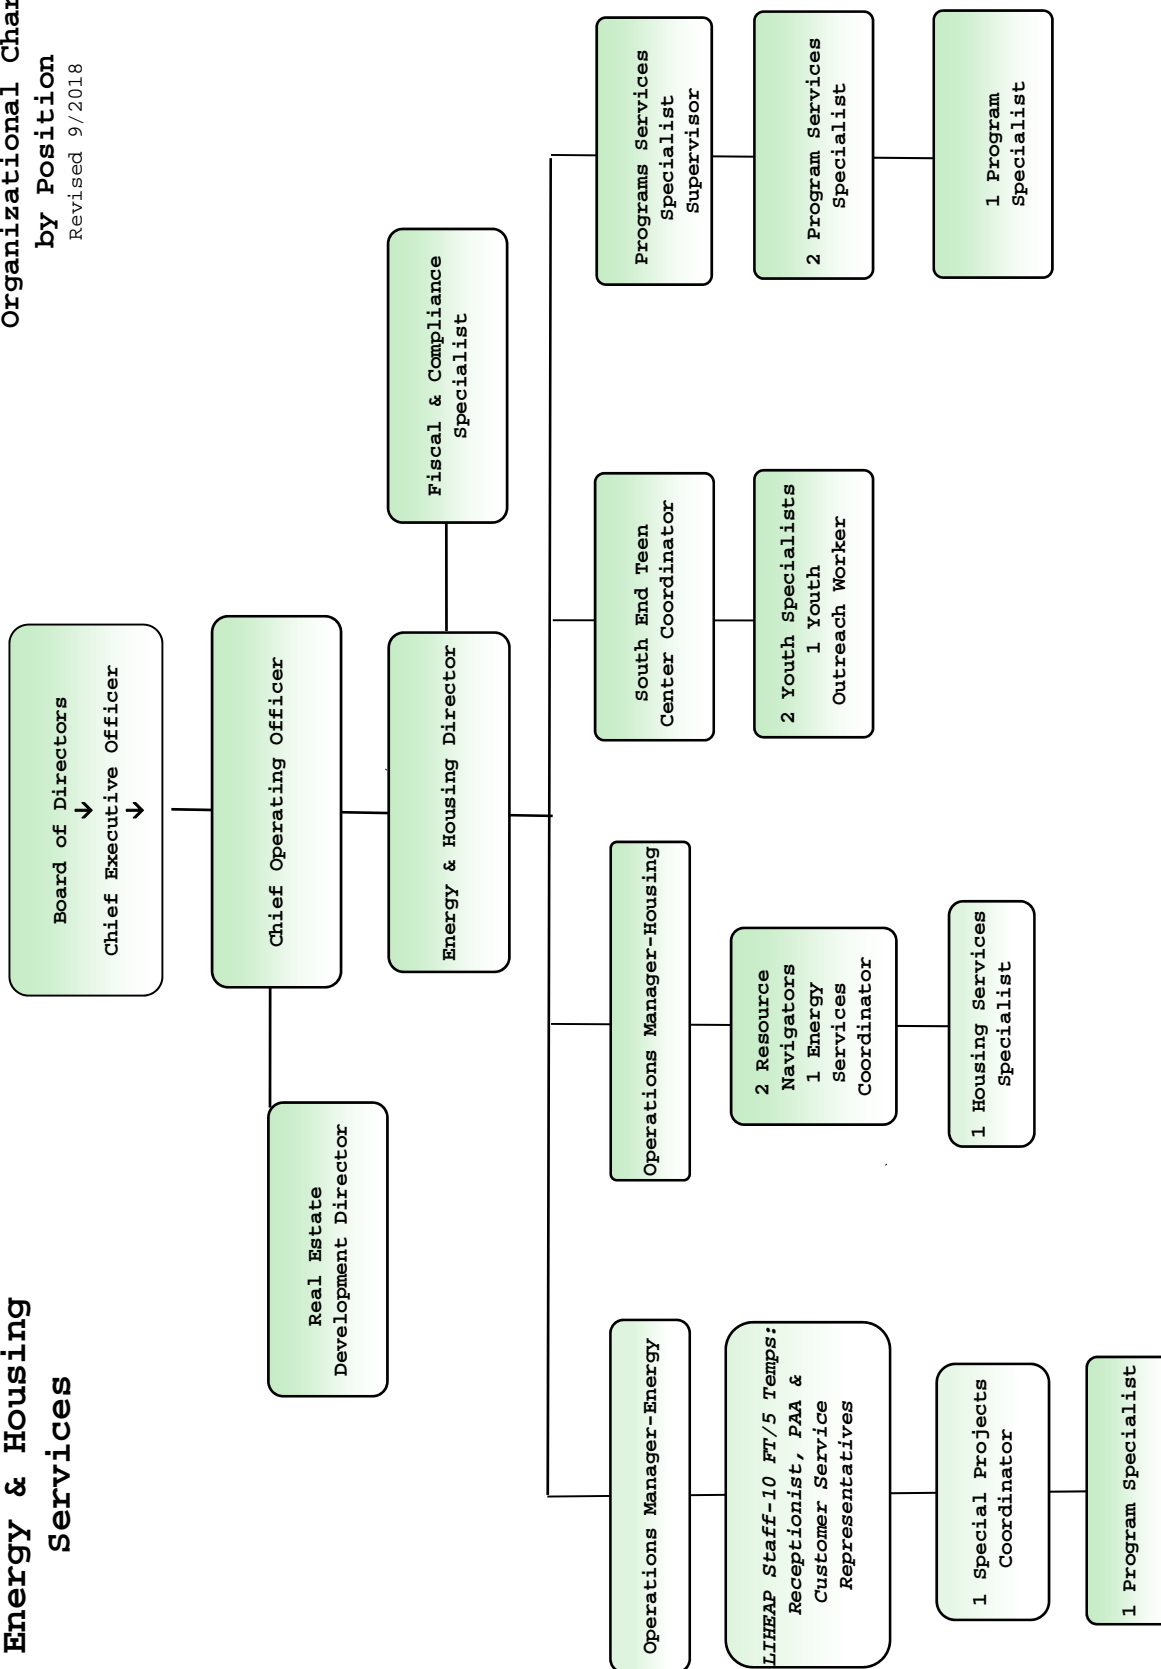 Energy & Housing
Services
Organizational Char
by Position
Revised 9/2018
Board of Directors
→
Chief Executive Officer
→
Chief Operating Officer
Real Estate
Development Director
Energy & Housing Director
Fiscal & Compliance
Specialist
Operations Manager-Energy
LIHEAP Staff-10 FT/5 Temps:
Receptionist, PAA &
Customer Service
Representatives
1 Special Projects
Coordinator
1 Program Specialist
Operations Manager-Housing
2 Resource
Navigators
1 Energy
Services
Coordinator
1 Housing Services
Specialist
South End Teen
Center Coordinator
2 Youth Specialists
1 Youth
Outreach Worker
Programs Services
Specialist
Supervisor
2 Program Services
Specialist
1 Program
Specialist